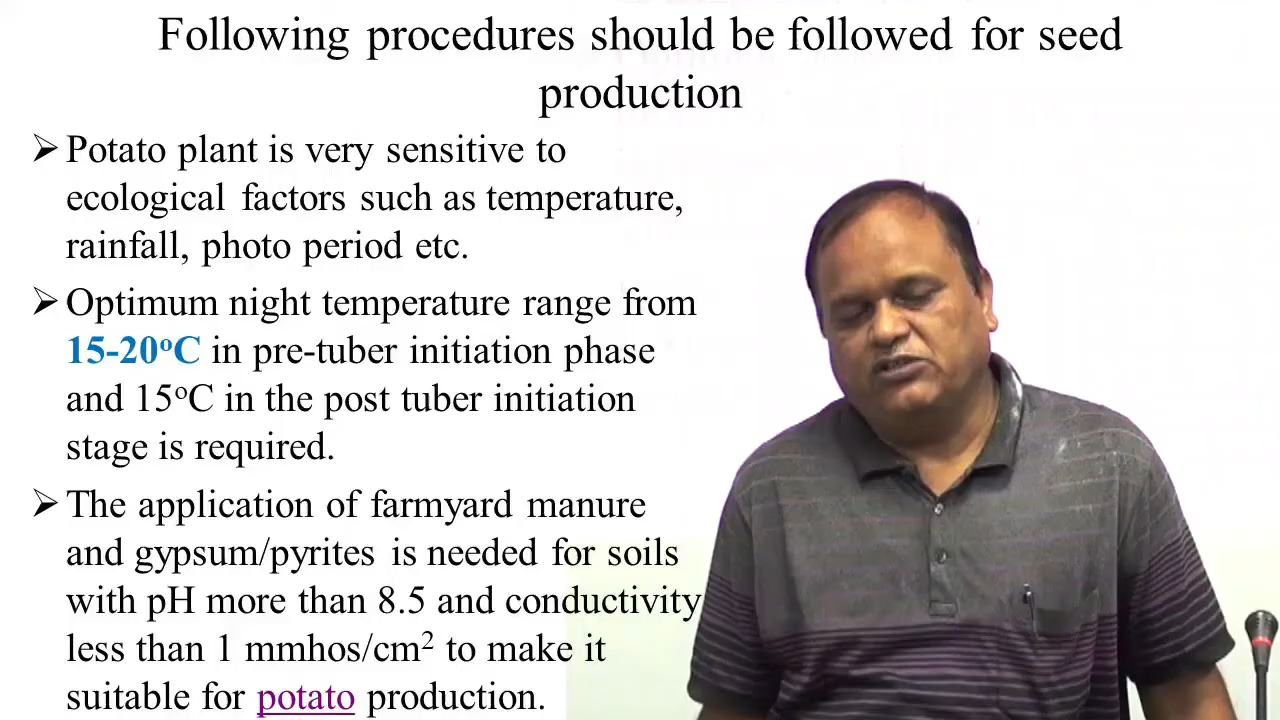 Following procedures should be followed for seed
production
➢ Potato plant is very sensitive to
ecological factors such as temperature,
rainfall, photo period etc.
➢ Optimum night temperature range from
15-20°C in pre-tuber initiation phase
and 15°C in the post tuber initiation
stage is required.
➢ The application of farmyard manure
and gypsum/pyrites is needed for soils
with pH more than 8.5 and conductivity
less than 1 mmhos/cm² to make it
suitable for potato production.